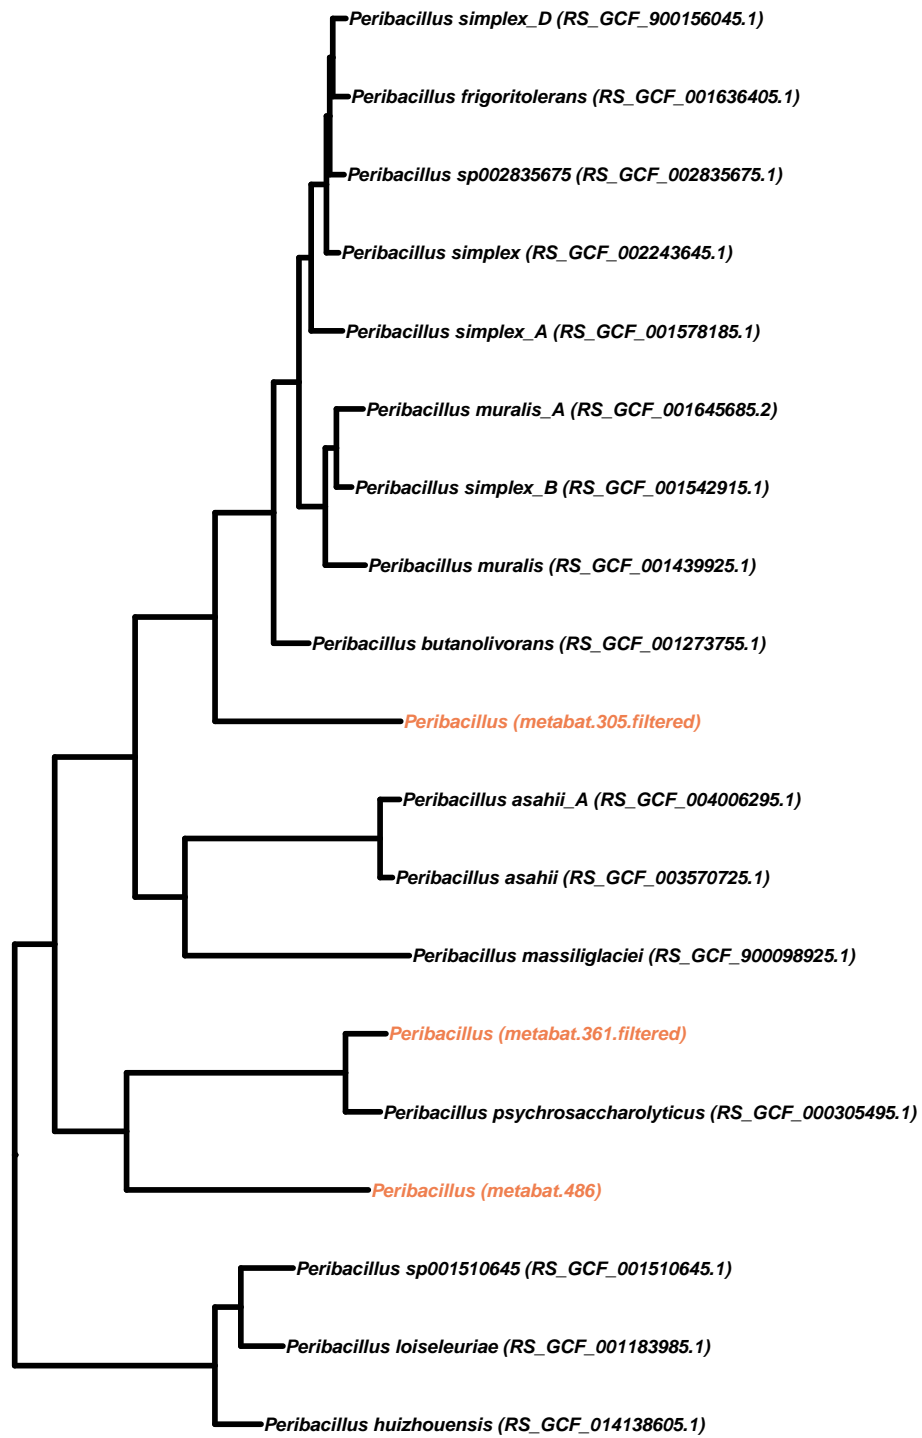 Peribacillus simplex_D (RS_GCF_900156045.1)
Peribacillus frigoritolerans (RS_GCF_001636405.1)
Peribacillus sp002835675 (RS_GCF_002835675.1)
Peribacillus simplex (RS_GCF_002243645.1)
Peribacillus simplex_A (RS_GCF_001578185.1)
Peribacillus muralis_A (RS_GCF_001645685.2)
Peribacillus simplex_B (RS_GCF_001542915.1)
Peribacillus muralis (RS_GCF_001439925.1)
Peribacillus butanolivorans (RS_GCF_001273755.1)
Peribacillus (metabat.305.filtered)
Peribacillus asahii_A (RS_GCF_004006295.1)
Peribacillus asahii (RS_GCF_003570725.1)
Peribacillus massiliglaciei (RS_GCF_900098925.1)
Peribacillus (metabat.361.filtered)
Peribacillus psychrosaccharolyticus (RS_GCF_000305495.1)
Peribacillus (metabat.486)
Peribacillus sp001510645 (RS_GCF_001510645.1)
Peribacillus loiseleuriae (RS_GCF_001183985.1)
Peribacillus huizhouensis (RS_GCF_014138605.1)